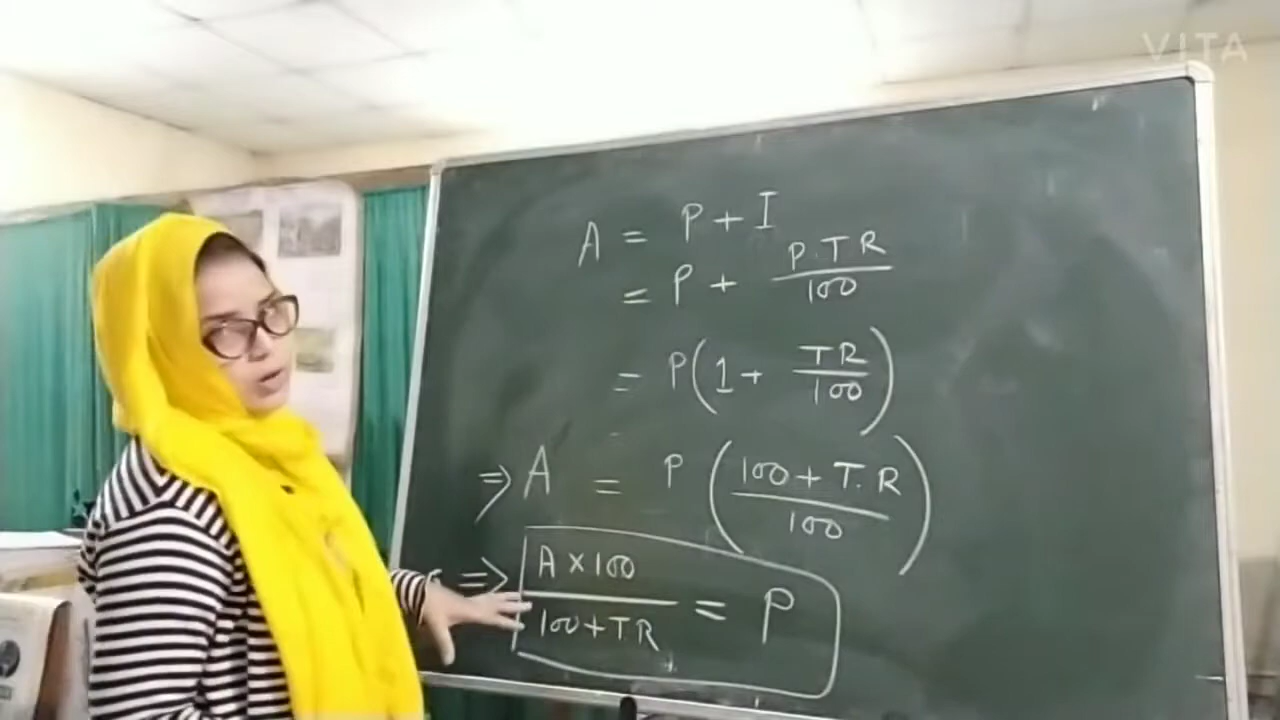 VITA
A = P + I
= P + P.TR/100
= P(1 + TR/100)
⇒ A = P (100 + T.R/100)
⇒ A × 100/100 + TR = P